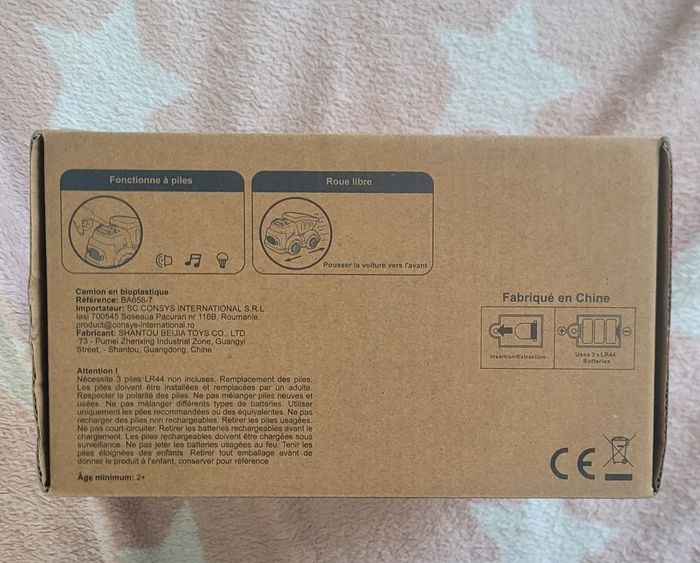 Fonctionne à piles
Roue libre
Pousser la voiture vers l'avant
Camion en bioplastique
Référence: BA658-7
Importateur: SC CONSYS INTERNATIONAL S.R.L
Iasi 700545 Soseaua Pacurari nr 116B, Roumanie.
product@consys-international.ro
Fabricant: SHANTOU BEIJIA TOYS CO., LTD.
73 - Pumei Zhenxing Industrial Zone, Guangyi
Street, - Shantou, Guangdong, Chine
Attention !
Nécessite 3 piles LR44 non incluses. Remplacement des piles.
Les piles doivent être installées et remplacées par un adulte.
Respecter la polarité des piles. Ne pas mélanger piles neuves et
usées. Ne pas mélanger différents types de batteries. Utiliser
uniquement les piles recommandées ou des équivalentes. Ne pas
recharger des piles non rechargeables. Retirer les piles usagées.
Ne pas court-circuiter. Retirer les batteries rechargeables avant le
chargement. Les piles rechargeables doivent être chargées sous
surveillance. Ne pas jeter les batteries usagées au feu. Tenir les
piles éloignées des enfants. Retirer tout emballage avant de
donner le produit à l'enfant, conserver pour référence
Âge minimum: 2+
Fabriqué en Chine
Insertion/Extraction
Uses 3 x LR44
Batteries
CE